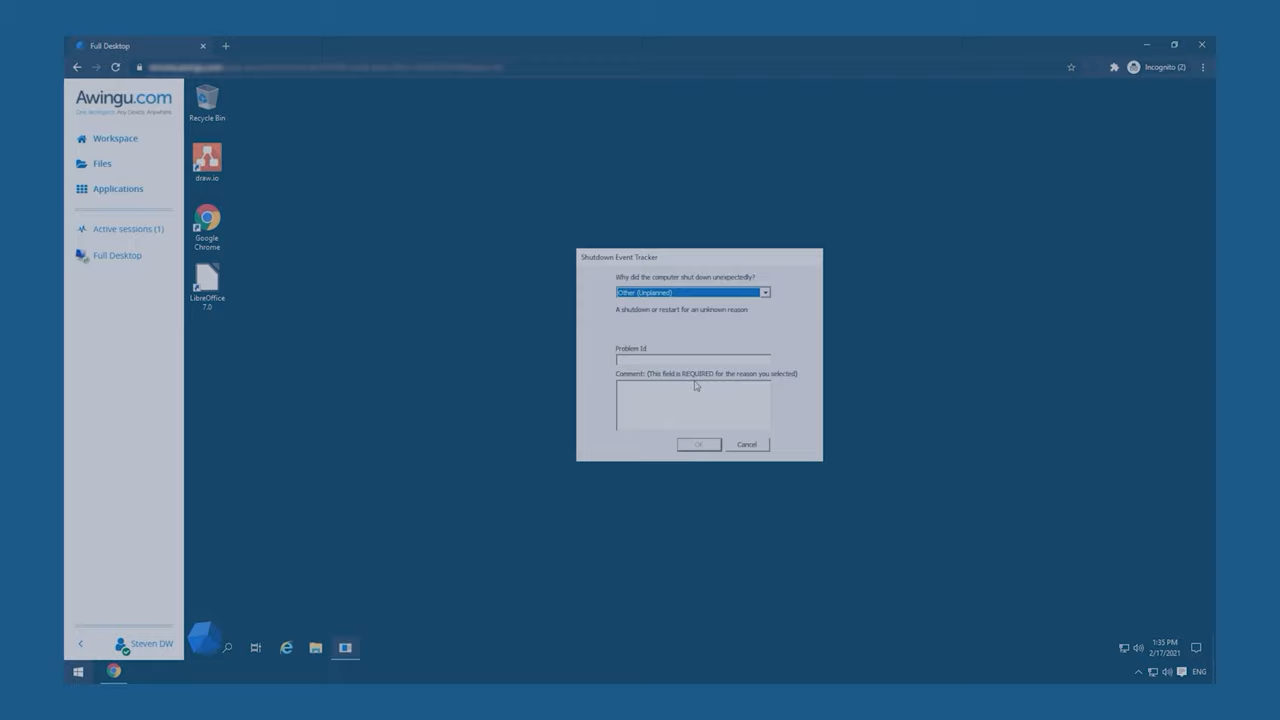 Full Desktop
Incognito (2)
Awingu.com
Workspace
Files
Applications
Active sessions (1)
Full Desktop
Steven DW
Recycle Bin
draw.io
Google
Chrome
LibreOffice
7.0
Shutdown Event Tracker
Why did the computer shut down unexpectedly?
Other (Unplanned)
A shutdown or restart for an unknown reason
Problem Id
Comment: (This field is REQUIRED for the reason you selected)
OK
Cancel
1:35 PM
2/17/2021
ENG